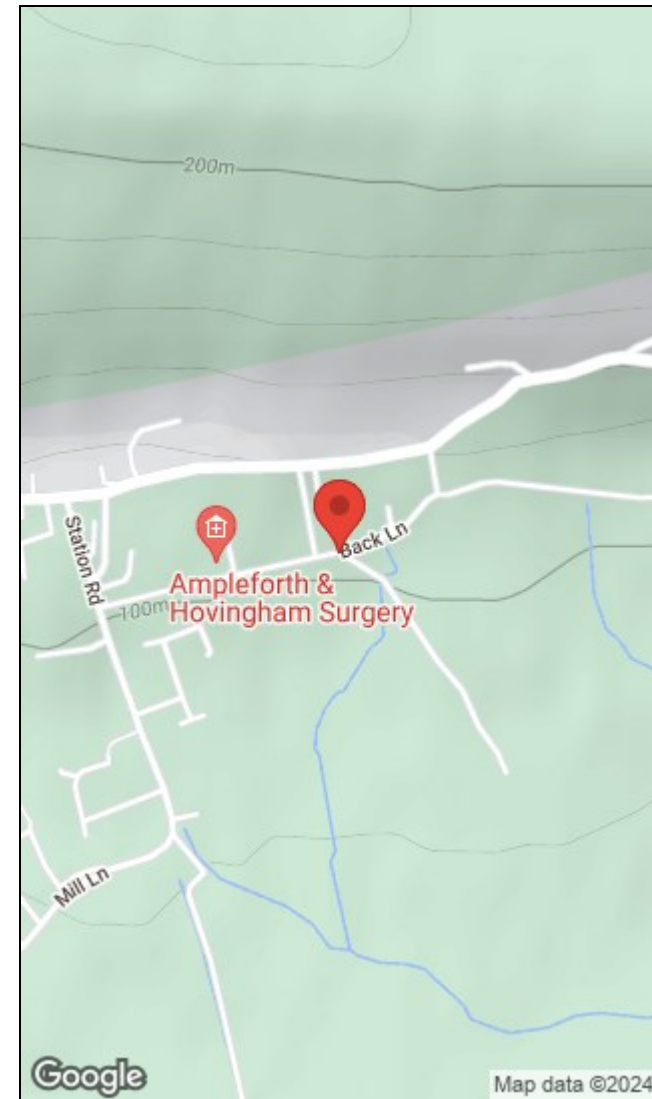 200m
Station Rd
Back Ln
Ampleforth &
Hovingham Surgery
100m
Mill Ln
Google
Map data ©2024